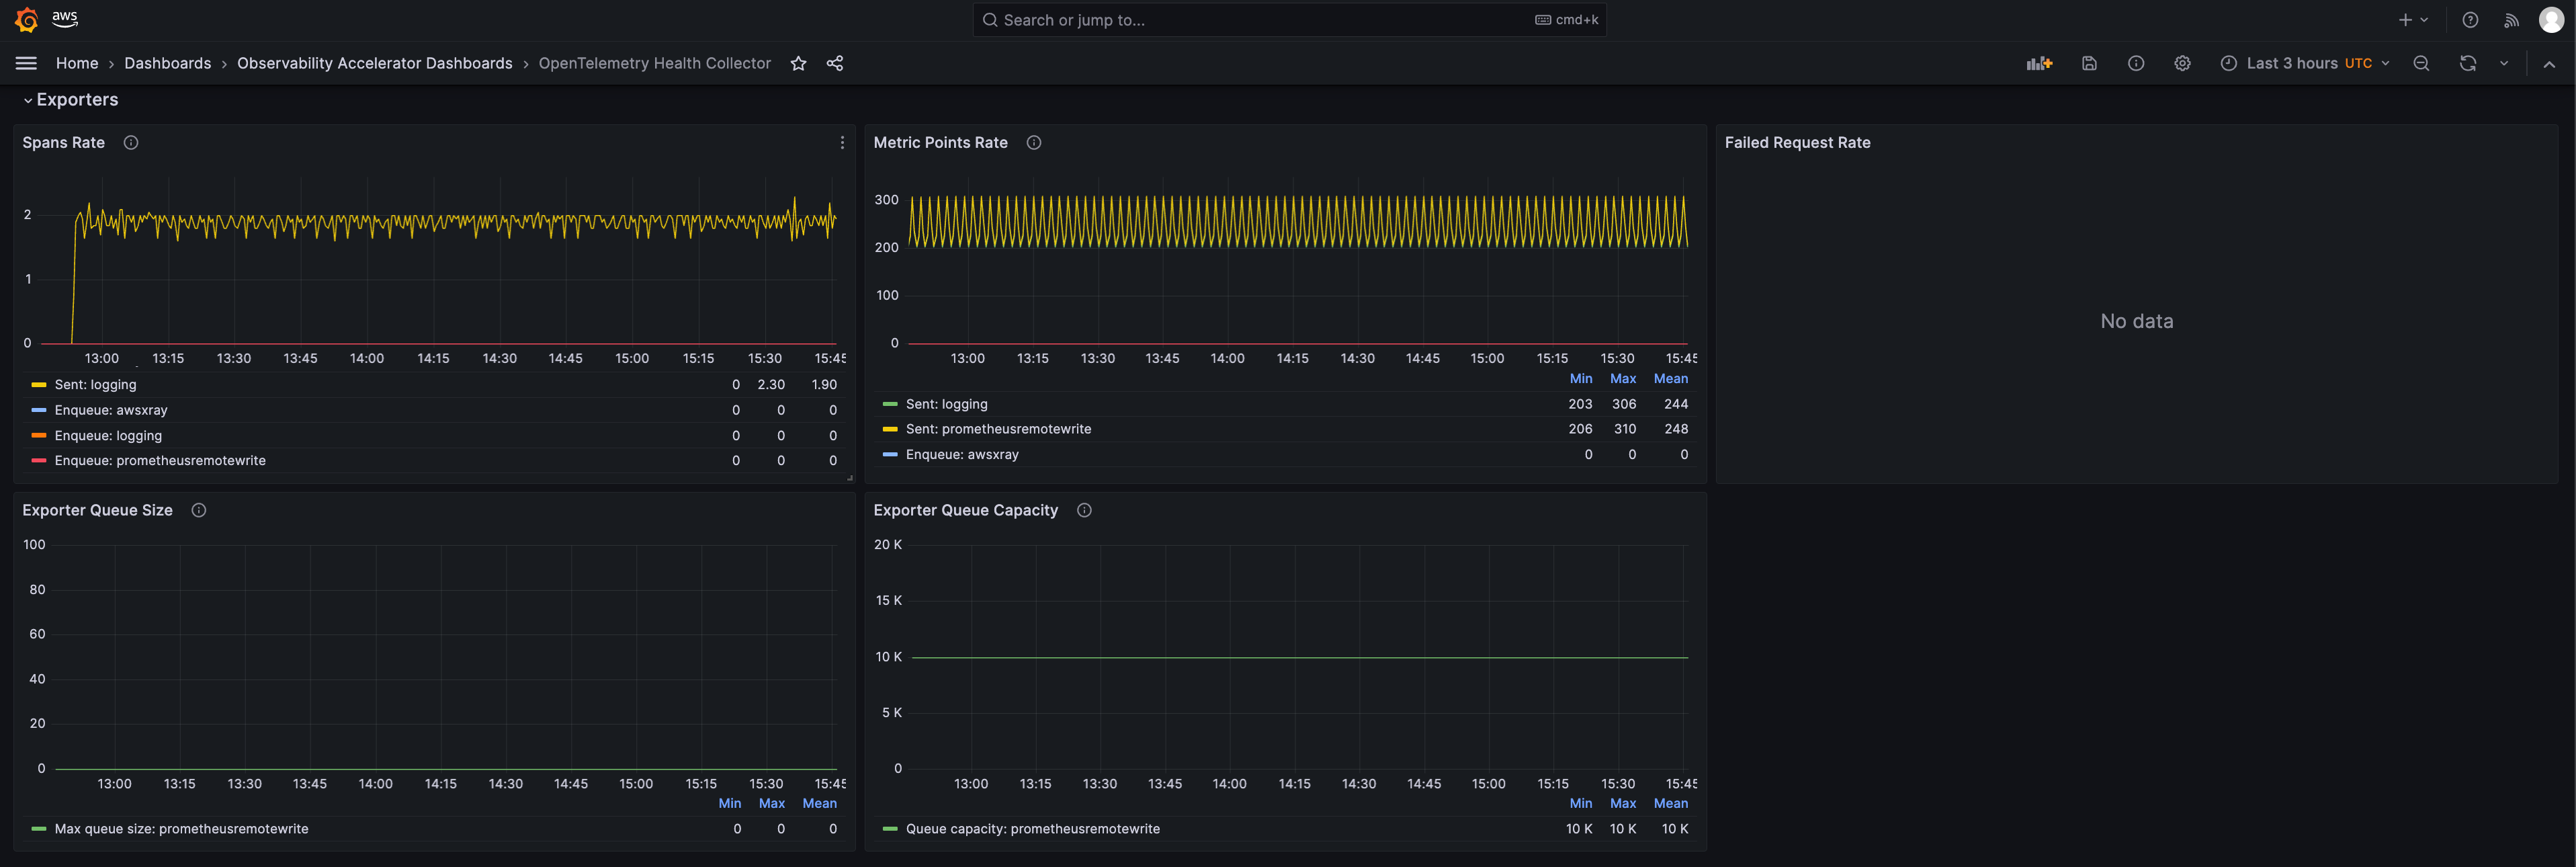 aws
Search or jump to...
cmd+k
Home › Dashboards › Observability Accelerator Dashboards › OpenTelemetry Health Collector
Last 3 hours UTC
Exporters
Spans Rate
2
1
0
13:00 13:15 13:30 13:45 14:00 14:15 14:30 14:45 15:00 15:15 15:30 15:45
Sent: logging 0 2.30 1.90
Enqueue: awsxray 0 0 0
Enqueue: logging 0 0 0
Enqueue: prometheusremotewrite 0 0 0
Metric Points Rate
300
200
100
0
13:00 13:15 13:30 13:45 14:00 14:15 14:30 14:45 15:00 15:15 15:30 15:45
Min Max Mean
Sent: logging 203 306 244
Sent: prometheusremotewrite 206 310 248
Enqueue: awsxray 0 0 0
Failed Request Rate
No data
Exporter Queue Size
100
80
60
40
20
0
13:00 13:15 13:30 13:45 14:00 14:15 14:30 14:45 15:00 15:15 15:30 15:45
Min Max Mean
Max queue size: prometheusremotewrite 0 0 0
Exporter Queue Capacity
20 K
15 K
10 K
5 K
0
13:00 13:15 13:30 13:45 14:00 14:15 14:30 14:45 15:00 15:15 15:30 15:45
Min Max Mean
Queue capacity: prometheusremotewrite 10 K 10 K 10 K